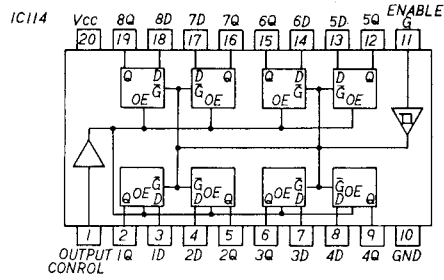 IC114 Vcc 8Q 8D 7D 7Q 6Q 6D 5D 5Q ENABLE G
20 19 18 17 16 15 14 13 12 11
Q D D Q Q D D Q
G̅ G̅ G̅ G̅
OE OE OE OE
OE OE OE OE
G̅ G̅ G̅ G̅
Q D D Q Q D D Q
1 2 3 4 5 6 7 8 9 10
OUTPUT CONROL 1Q 1D 2D 2Q 3Q 3D 4D 4Q GND